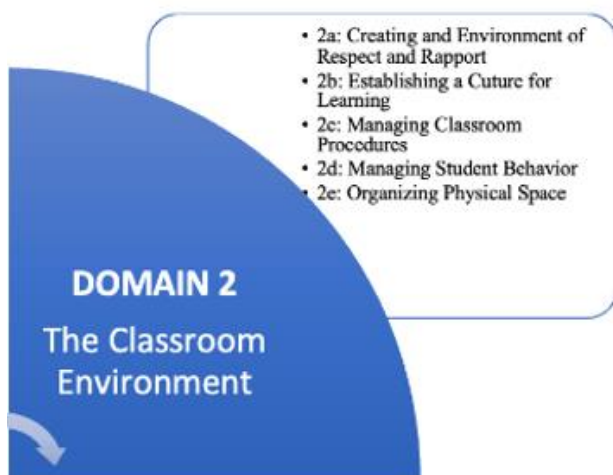 • 2a: Creating and Environment of
Respect and Rapport
• 2b: Establishing a Cuture for
Learning
• 2c: Managing Classroom
Procedures
• 2d: Managing Student Behavior
• 2e: Organizing Physical Space
DOMAIN 2
The Classroom
Environment